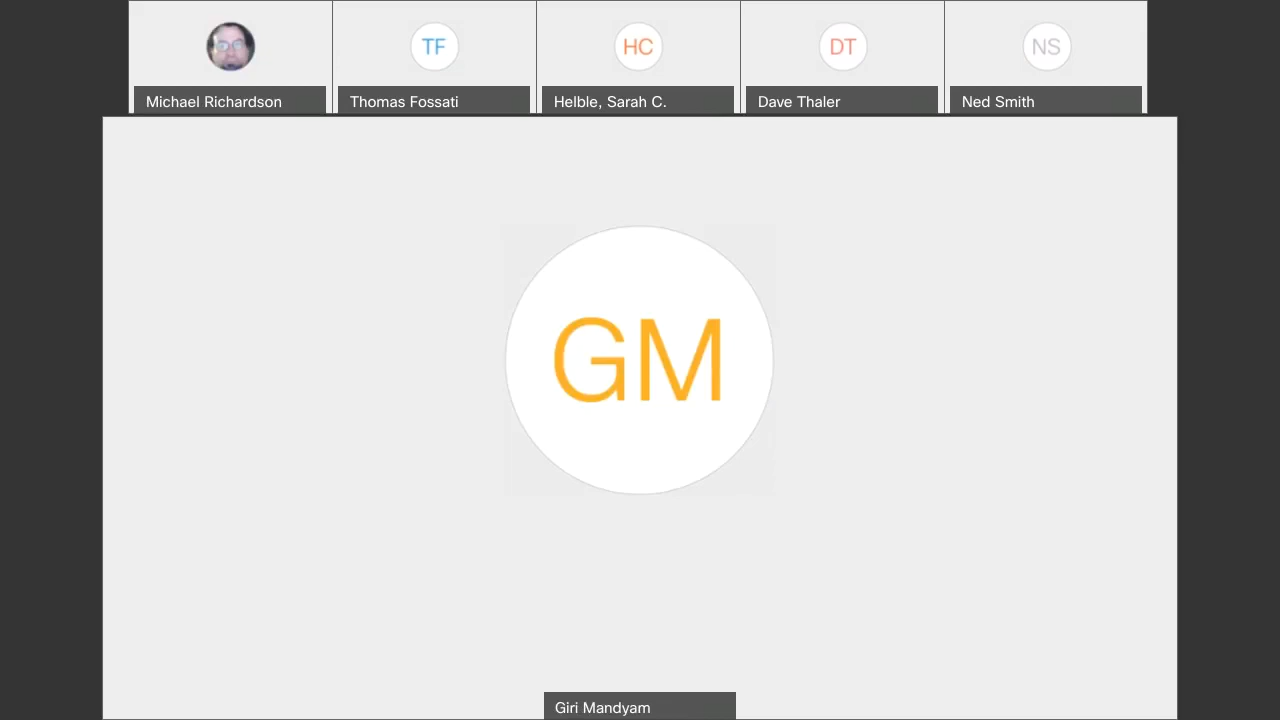 TF
HC
DT
NS
Michael Richardson
Thomas Fossati
Helble, Sarah C.
Dave Thaler
Ned Smith
GM
Giri Mandyam